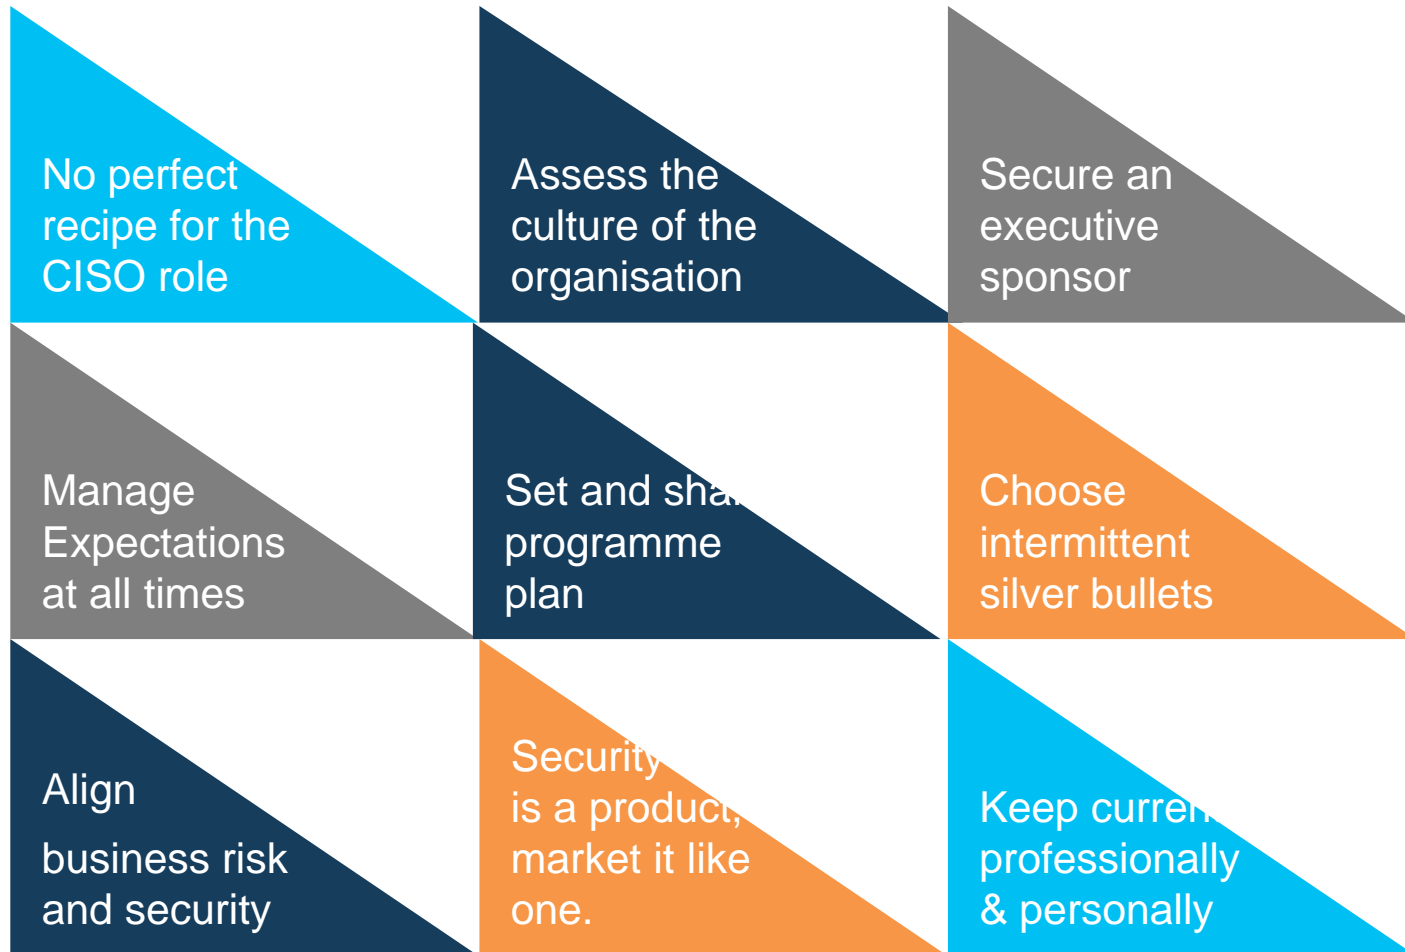 No perfect
recipe for the
CISO role
Assess the
culture of the
organisation
Secure an
executive
sponsor
Manage
Expectations
at all times
Set and share
programme
plan
Choose
intermittent
silver bullets
Align
business risk
and security
Security
is a product,
market it like
one.
Keep current
professionally
& personally